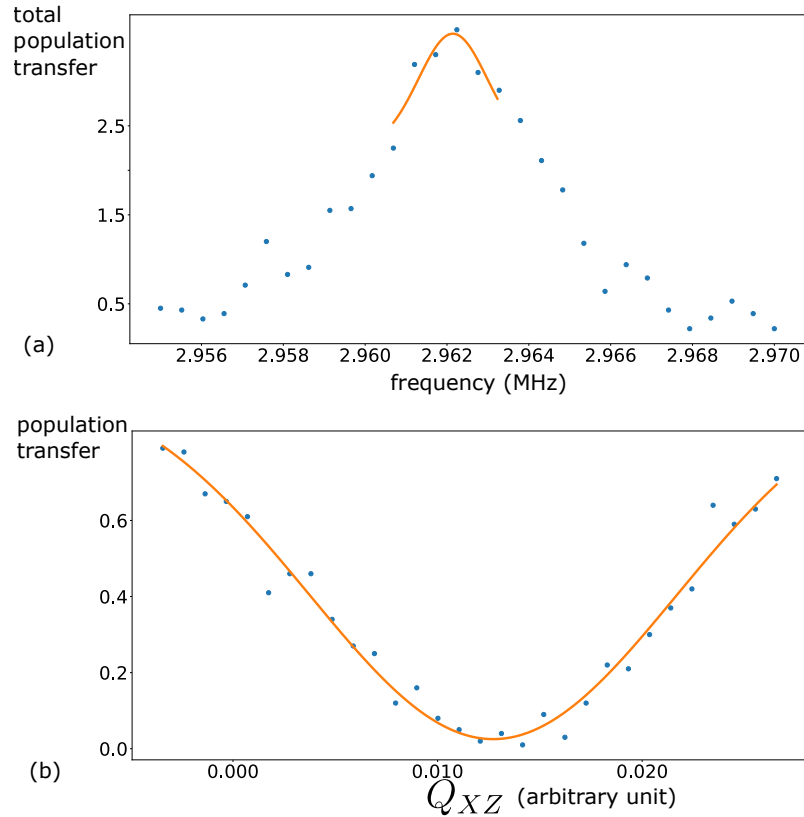 total
population
transfer
2.5
1.5
0.5
2.956 2.958 2.960 2.962 2.964 2.966 2.968 2.970
(a)
frequency (MHz)
population
transfer
0.6
0.4
0.2
0.0
0.000 0.010 0.020
(b)
Q_{XZ} (arbitrary unit)